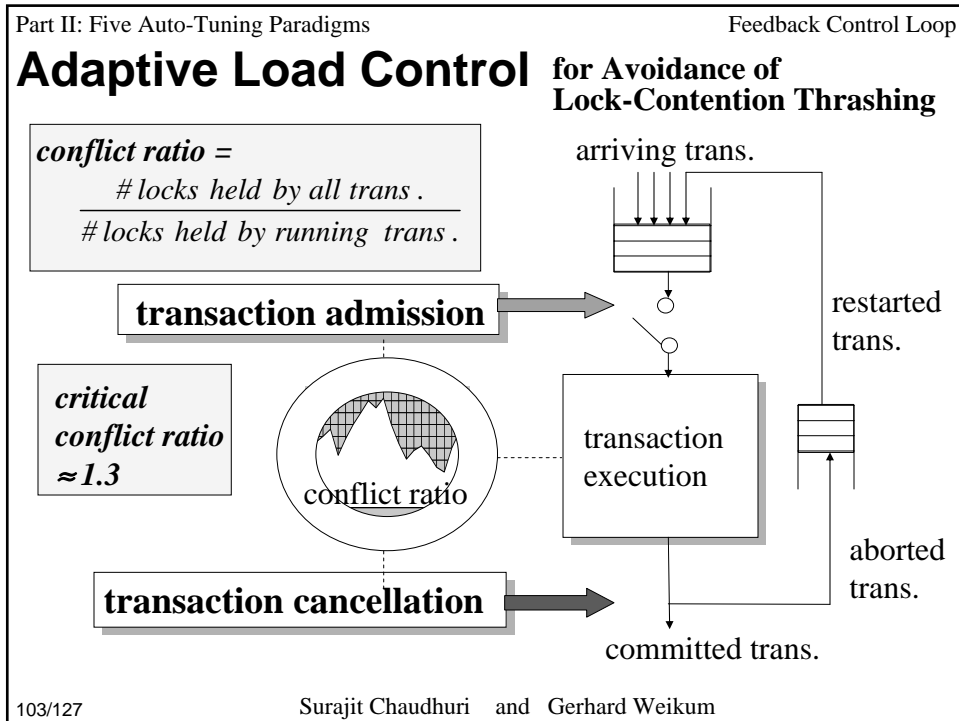 Part II: Five Auto-Tuning Paradigms
Feedback Control Loop
Adaptive Load Control for Avoidance of
Lock-Contention Thrashing
conflict ratio =
# locks held by all trans .
# locks held by running trans .
arriving trans.
transaction admission
restarted
trans.
critical
conflict ratio
≈1.3
conflict ratio
transaction
execution
aborted
trans.
transaction cancellation
committed trans.
103/127
Surajit Chaudhuri and Gerhard Weikum